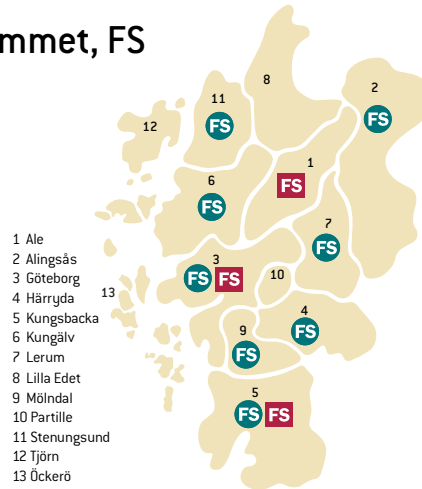 mmet, FS
8
2
11
FS
FS
12
1
6
FS
FS
7
FS
1 Ale
2 Alingsås
3 Göteborg
4 Härryda
5 Kungsbacka
6 Kungälv
7 Lerum
8 Lilla Edet
9 Mölndal
10 Partille
11 Stenungsund
12 Tjörn
13 Öckerö
3
FS FS
10
13
4
FS
9
FS
5
FS FS